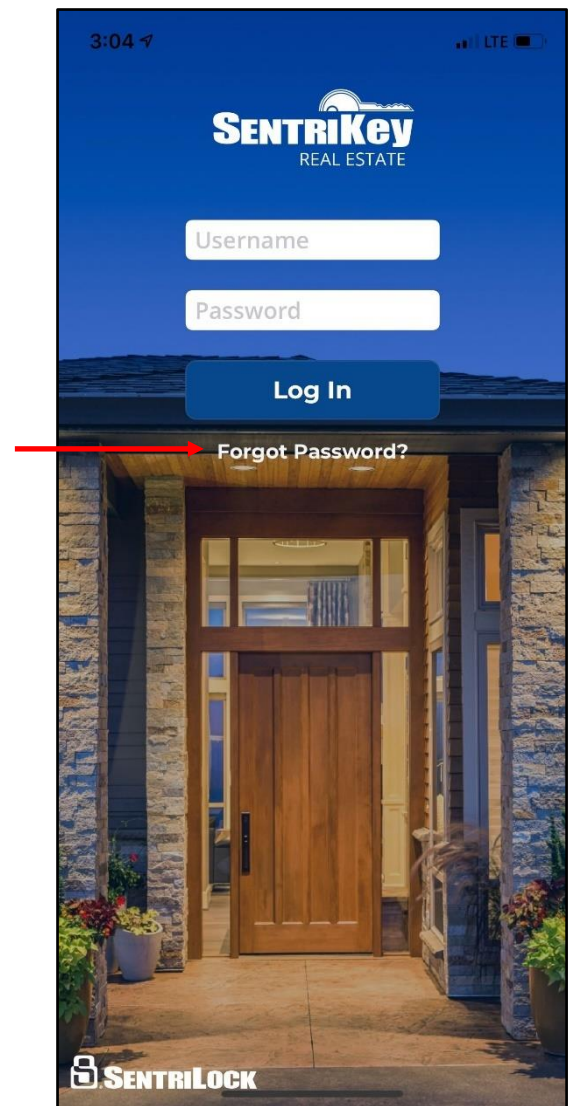 3:04
LTE
SENTRIKey
REAL ESTATE
Username
Password
Log In
Forgot Password?
SENTRILOCK